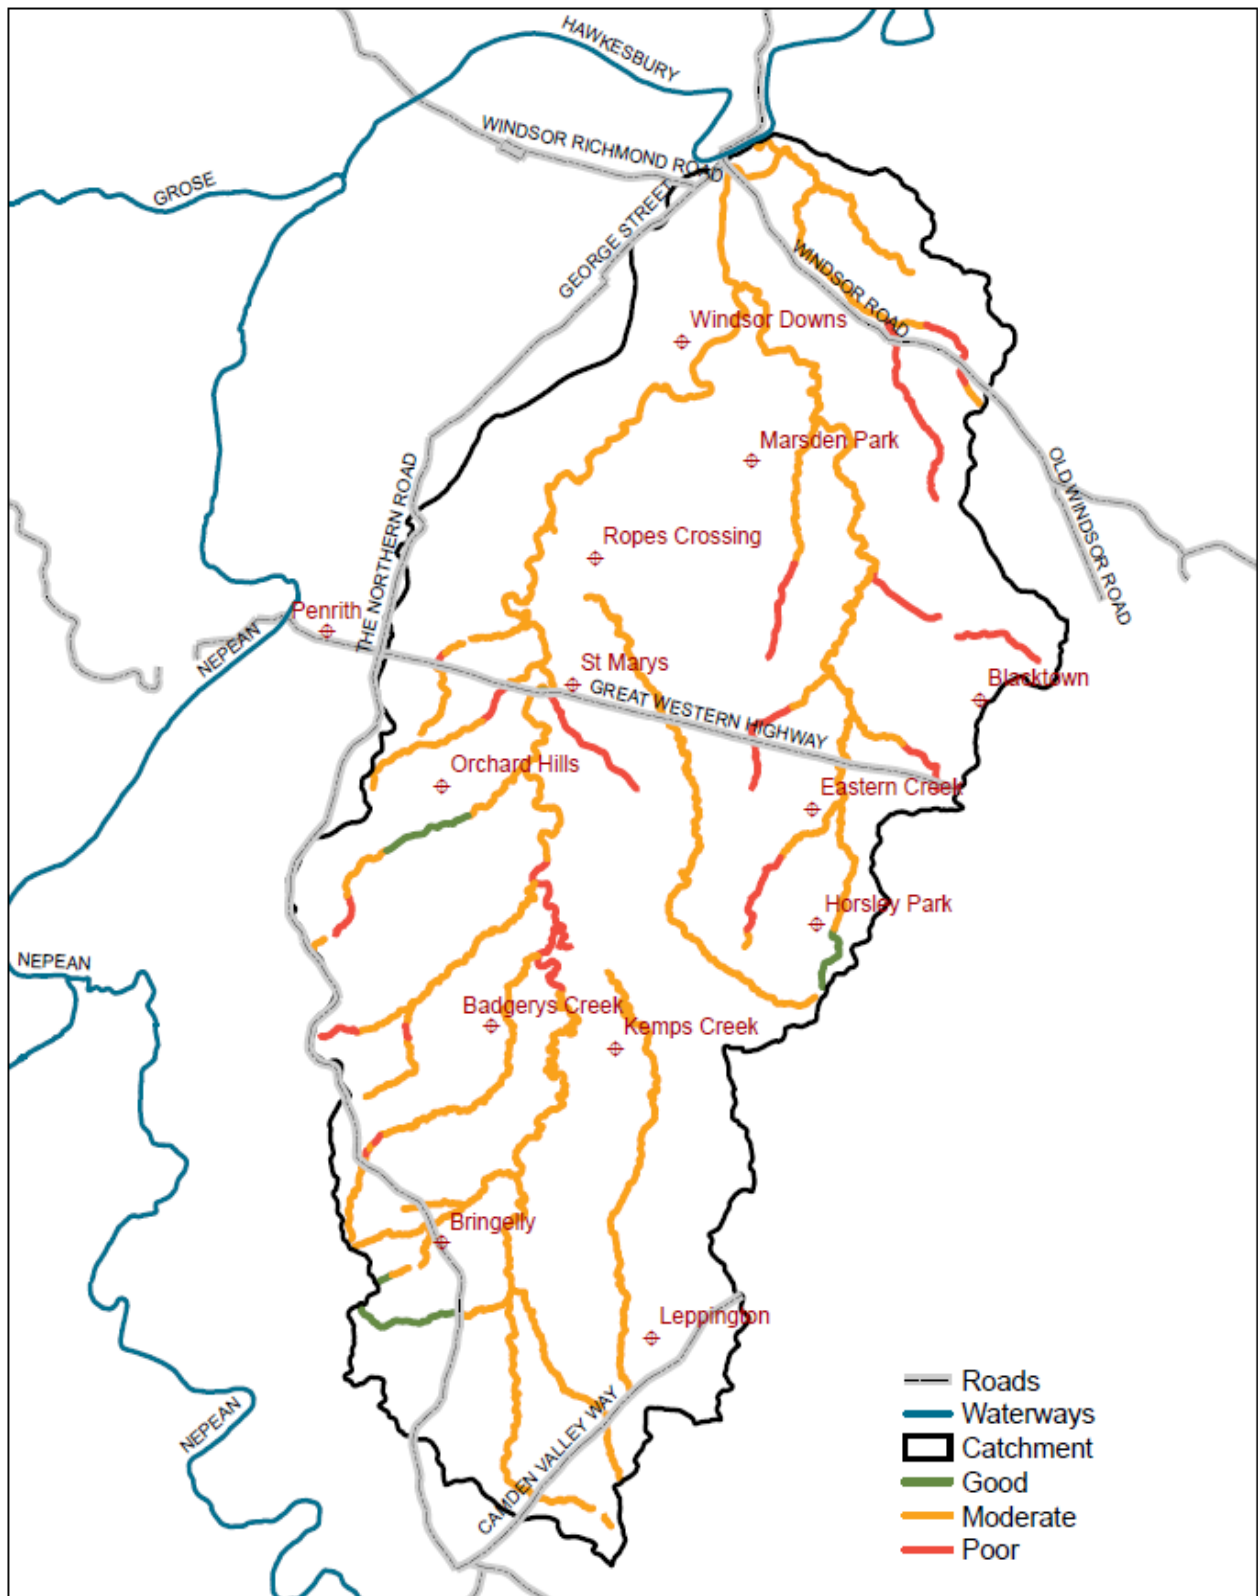 HAWKESBURY
WINDSOR RICHMOND ROAD
GROSE
GEORGE STREET
WINDSOR ROAD
Windsor Downs
Marsden Park
OLD WINDSOR ROAD
THE NORTHERN ROAD
Ropes Crossing
Penrith
NEPEAN
St Marys
Blacktown
GREAT WESTERN HIGHWAY
Orchard Hills
Eastern Creek
Horsley Park
NEPEAN
Badgerys Creek
Kemps Creek
Bringelly
Leppington
NEPEAN
CAMDEN VALLEY WAY
Roads
Waterways
Catchment
Good
Moderate
Poor